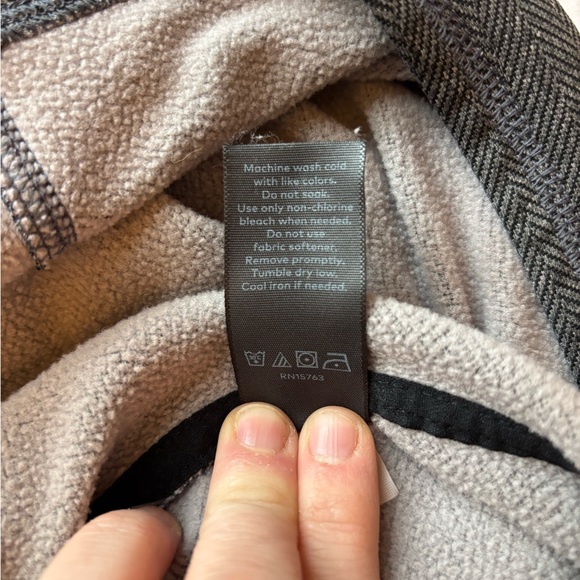 Machine wash cold
with like colors.
Do not soak.
Use only non-chlorine
bleach when needed.
Do not use
fabric softener.
Remove promptly.
Tumble dry low.
Cool iron if needed.
RN15763